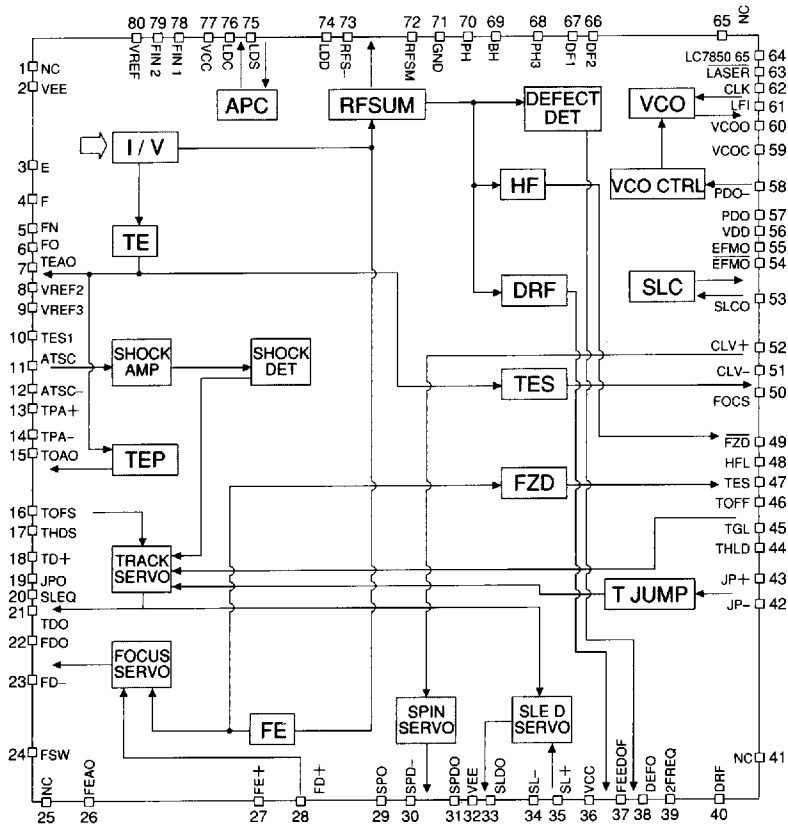 80 79 78 77 76 75 74 73 72 71 70 69 68 67 66 65
VREF FIN 2 FIN 1 VCC LDC LDS LDD RFS- RFSM GND PH BH PH3 DF1 DF2 NC
1 NC
2 VEE
3 E
4 F
5 FN
6 FO
7 TEAO
8 VREF2
9 VREF3
10 TES1
11 ATSC
12 ATSC-
13 TPA+
14 TPA-
15 TOAO
16 TOFS
17 THDS
18 TD+
19 JPO
20 SLEQ
21 TDO
22 FDO
23 FD-
24 FSW
APC
RFSUM
DEFECT
DET
VCO
I / V
HF
VCO CTRL
TE
DRF
SLC
SHOCK
AMP
SHOCK
DET
TES
TEP
FZD
TRACK
SERVO
T JUMP
FOCUS
SERVO
FE
SPIN
SERVO
SLE D
SERVO
LC7850 65 64
LASER 63
CLK 62
LFI 61
VCOO 60
VCOC 59
PDO- 58
PDO 57
VDD 56
EFMO 55
EFMO 54
SLCO 53
CLV+ 52
CLV- 51
FOCS 50
FZD 49
HFL 48
TES 47
TOFF 46
TGL 45
THLD 44
JP+ 43
JP- 42
NC 41
NC FEAO FE+ FD+ SPO SPD- SPDO VEE SLDO SL- SL+ VCC FEEDOF DEFO 2FREQ DRF
25 26 27 28 29 30 31 32 33 34 35 36 37 38 39 40